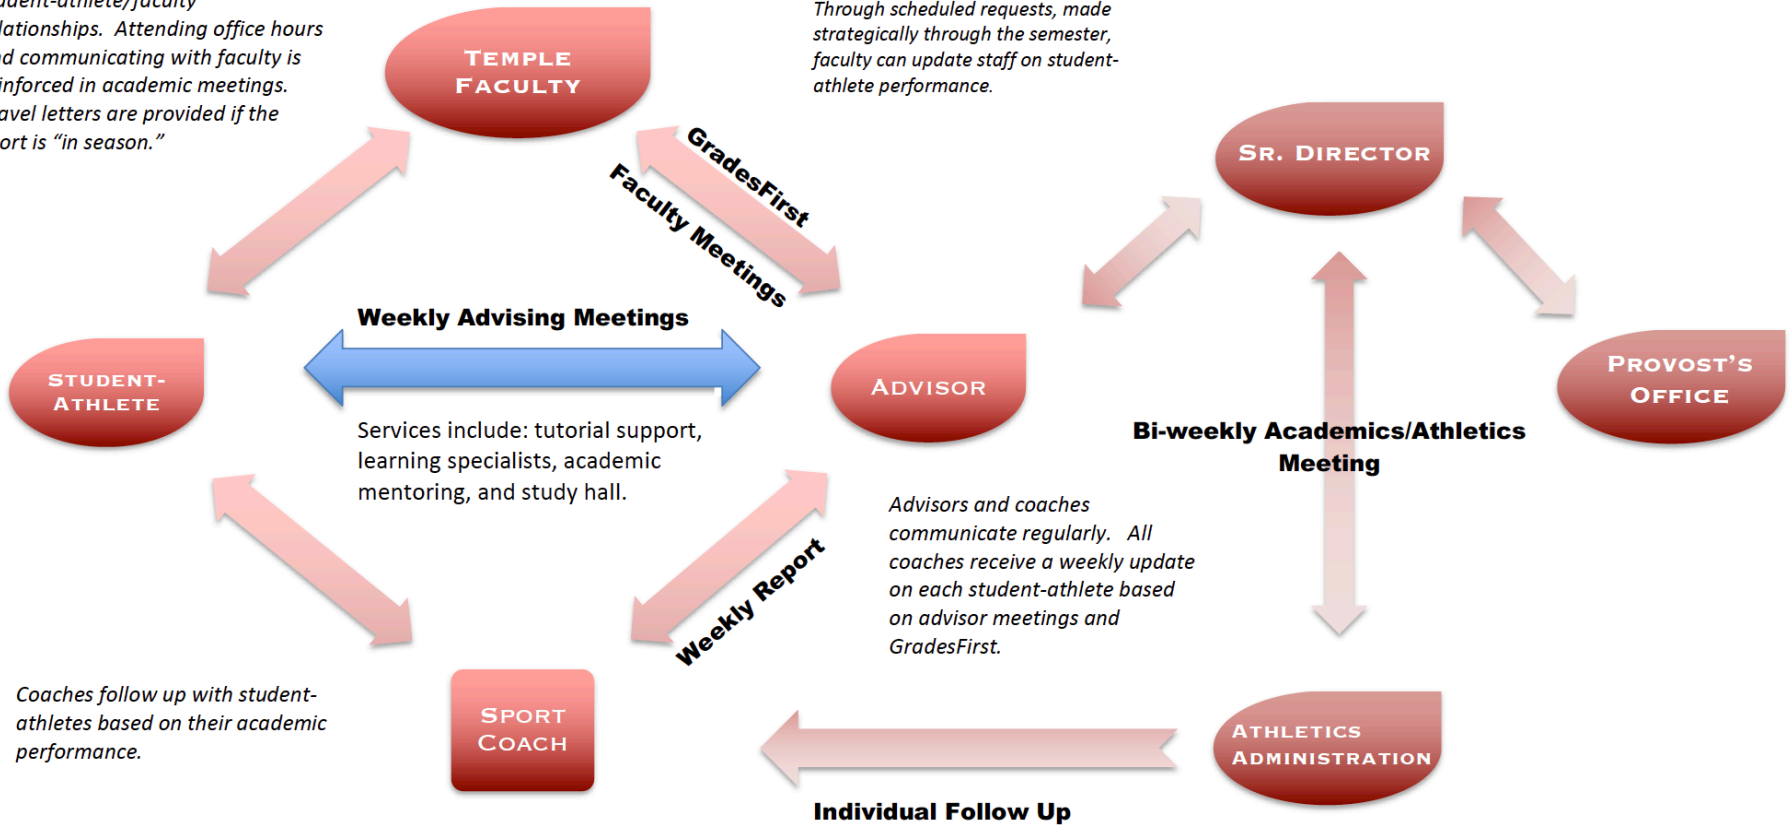 relationships. Attending office hours
and communicating with faculty is
reinforced in academic meetings.
Travel letters are provided if the
sport is “in season.”
TEMPLE
FACULTY
Through scheduled requests, made
strategically through the semester,
faculty can update staff on student-
athlete performance.
SR. DIRECTOR
GradesFirst
Faculty Meetings
Weekly Advising Meetings
STUDENT-
ATHLETE
ADVISOR
PROVOST’S
OFFICE
Services include: tutorial support,
learning specialists, academic
mentoring, and study hall.
Bi-weekly Academics/Athletics
Meeting
Weekly Report
Advisors and coaches
communicate regularly. All
coaches receive a weekly update
on each student-athlete based
on advisor meetings and
GradesFirst.
Coaches follow up with student-
athletes based on their academic
performance.
SPORT
COACH
ATHLETICS
ADMINISTRATION
Individual Follow Up